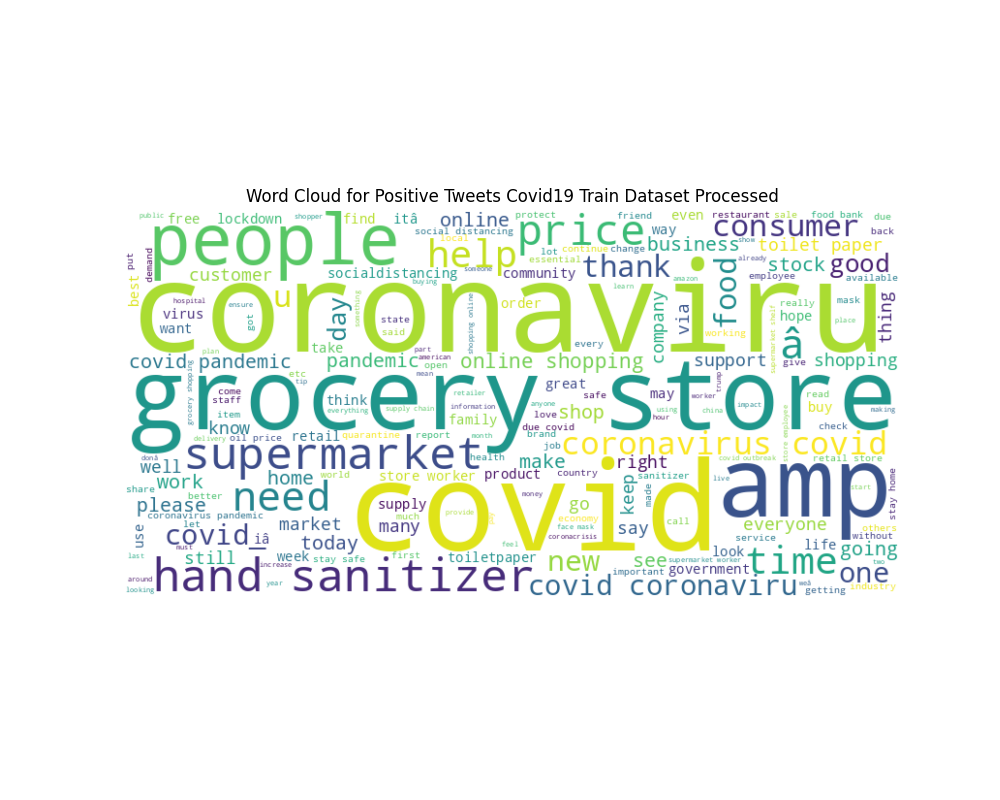 Word Cloud for Positive Tweets Covid19 Train Dataset Processed
public
free
lockdown
shopper
find
itâ
online
protect
friend
even
restaurant
sale
food bank
due
people
social distancing
price
way
consumer
back
put
demand
local
help
lot
continue
change
business
shoe
toilet paper
customer
socialdistancing
someone
community
essential
thank
already
stock
good
best
buying
learn
food
amazon
employee
available
coronaviru
hospital
virus
ensure
u
day
something
order
company
via
working
really
hope
mask
thing
want
got
state
said
shopping online
every
â
place
supermarket shelf
take
part
covid pandemic
pandemic
american
open
online shopping
support
give
shopping
plan
etc
tip
mean
great
safe
trump
worker
grocery shopping
grocery store
come
staff
think
everything
supply chain
retailer
information
love
hour
may
using
china
impact
read
buy
making
item
know
family
shop
due covid
brand
check
store employee
delivery
oil price
retail
quarantine
report
month
job
coronavirus covid
retail store
donâ
supermarket
health
make
right
covid outbreak
well
work
home
world
store worker
product
country
keep
sanitizer
live
amp
start
stay home
share
better
need
covid
money
made
please
supply
much
provide
pay
go
economy
face mask
call
everyone
others
use
coronavirus pandemic
let
market
many
coronacrisis
say
service
without
covid_
iâ
today
feel
look
life
two
last
still
must
week
stay safe
first
toiletpaper
new
see
supermarket worker
time
going
around
increase
important
government
weâ
one
looking
hand sanitizer
year
anyone
covid coronaviru
getting
industry